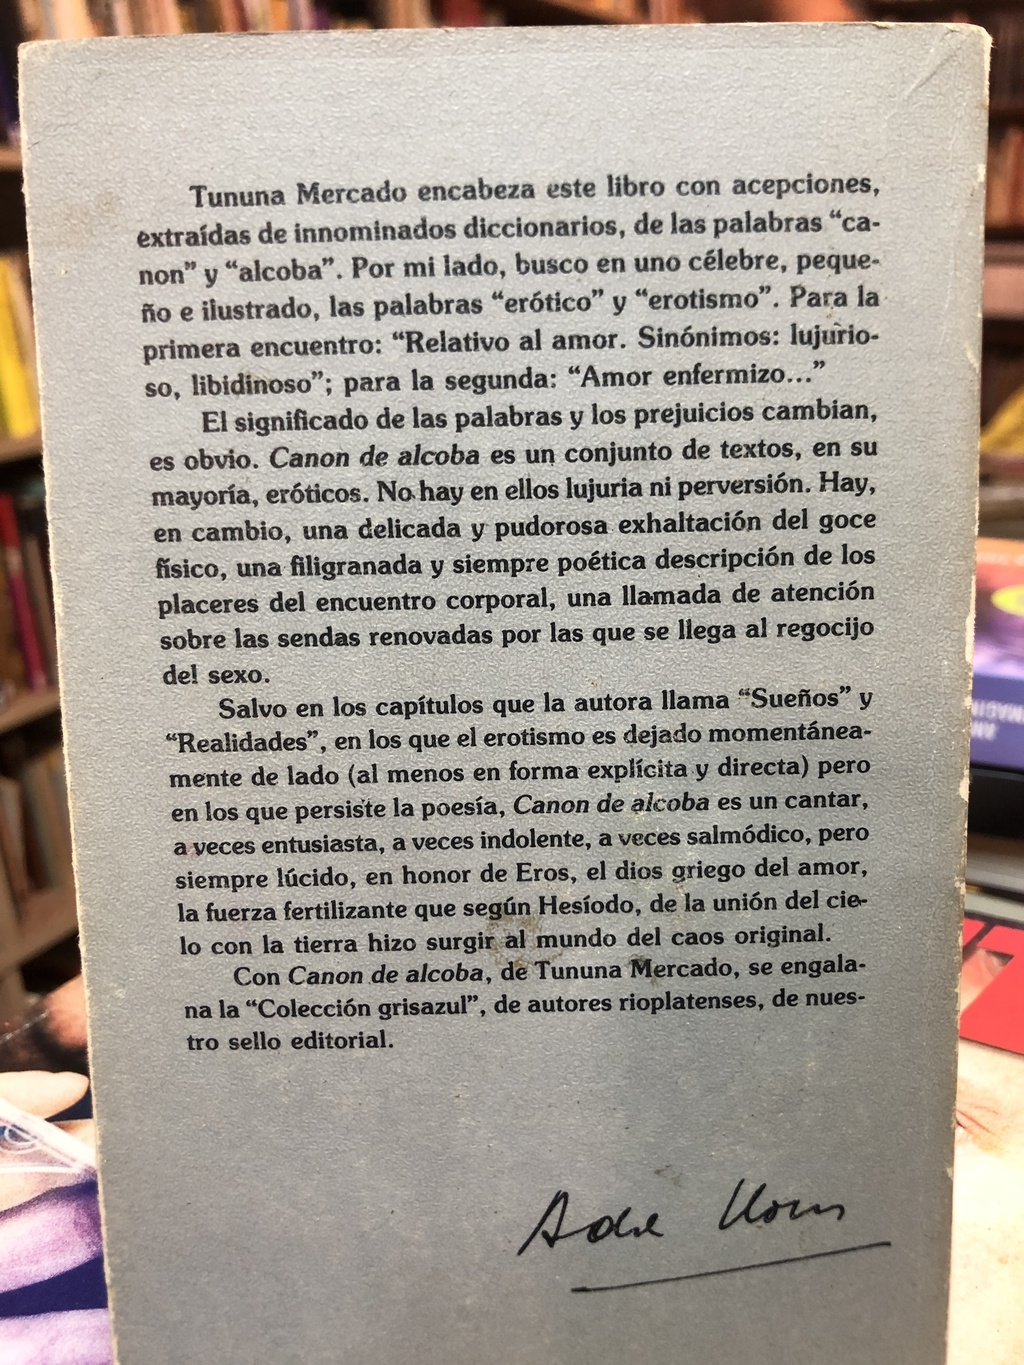 Tununa Mercado encabeza este libro con acepciones,
extraídas de innominados diccionarios, de las palabras “ca-
non” y “alcoba”. Por mi lado, busco en uno célebre, peque-
ño e ilustrado, las palabras “erótico” y “erotismo”. Para la
primera encuentro: “Relativo al amor. Sinónimos: lujurio-
so, libidinoso”; para la segunda: “Amor enfermizo...”
El significado de las palabras y los prejuicios cambian,
es obvio. Canon de alcoba es un conjunto de textos, en su
mayoría, eróticos. No hay en ellos lujuria ni perversión. Hay,
en cambio, una delicada y pudorosa exhaltación del goce
físico, una filigranada y siempre poética descripción de los
placeres del encuentro corporal, una llamada de atención
sobre las sendas renovadas por las que se llega al regocijo
del sexo.
Salvo en los capítulos que la autora llama “Sueños” y
“Realidades”, en los que el erotismo es dejado momentánea-
mente de lado (al menos en forma explícita y directa) pero
en los que persiste la poesía, Canon de alcoba es un cantar,
a veces entusiasta, a veces indolente, a veces salmódico, pero
siempre lúcido, en honor de Eros, el dios griego del amor,
la fuerza fertilizante que según Hesíodo, de la unión del cie-
lo con la tierra hizo surgir al mundo del caos original.
Con Canon de alcoba, de Tununa Mercado, se engala-
na la “Colección grisazul”, de autores rioplatenses, de nues-
tro sello editorial.